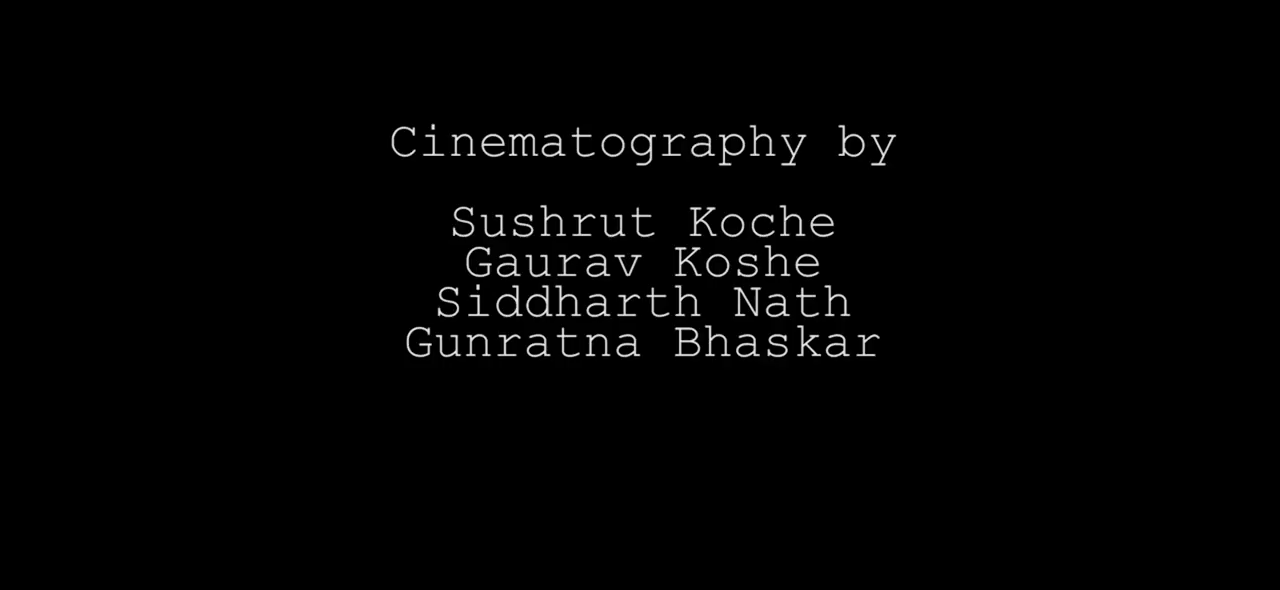 Cinematography by
Sushrut Koche
Gaurav Koshe
Siddharth Nath
Gunratna Bhaskar